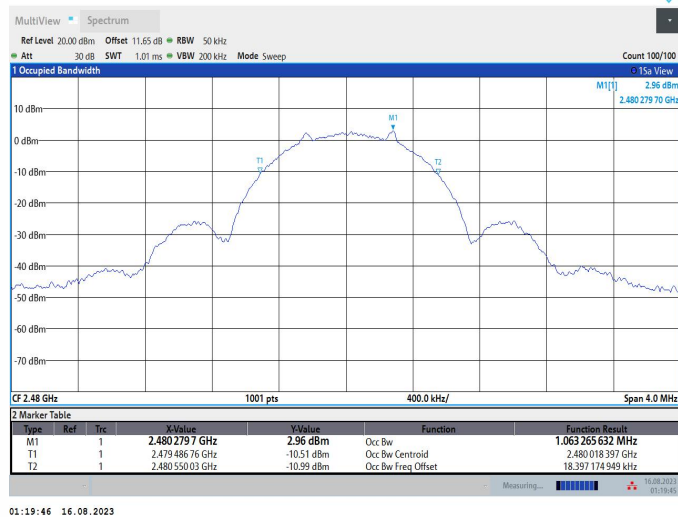 MultiView Spectrum
Ref Level 20.00 dBm Offset 11.65 dB RBW 50 kHz
Att 30 dB SWT 1.01 ms VBW 200 kHz Mode Sweep Count 100/100
1 Occupied Bandwidth 1Sa View
M1[1] 2.96 dBm
2.480 279 70 GHz
10 dBm
M1
0 dBm
T1 T2
-10 dBm
-20 dBm
-30 dBm
-40 dBm
-50 dBm
-60 dBm
-70 dBm
CF 2.48 GHz 1001 pts 400.0 kHz/ Span 4.0 MHz
2 Marker Table
Type Ref Trc X-Value Y-Value Function Function Result
M1 1 2.480 279 7 GHz 2.96 dBm Occ Bw 1.063 265 632 MHz
T1 1 2.479 486 76 GHz -10.51 dBm Occ Bw Centroid 2.480 018 397 GHz
T2 1 2.480 550 03 GHz -10.99 dBm Occ Bw Freq Offset 18.397 174 949 kHz
Measuring... 16.08.2023
01:19:45
01:19:46 16.08.2023